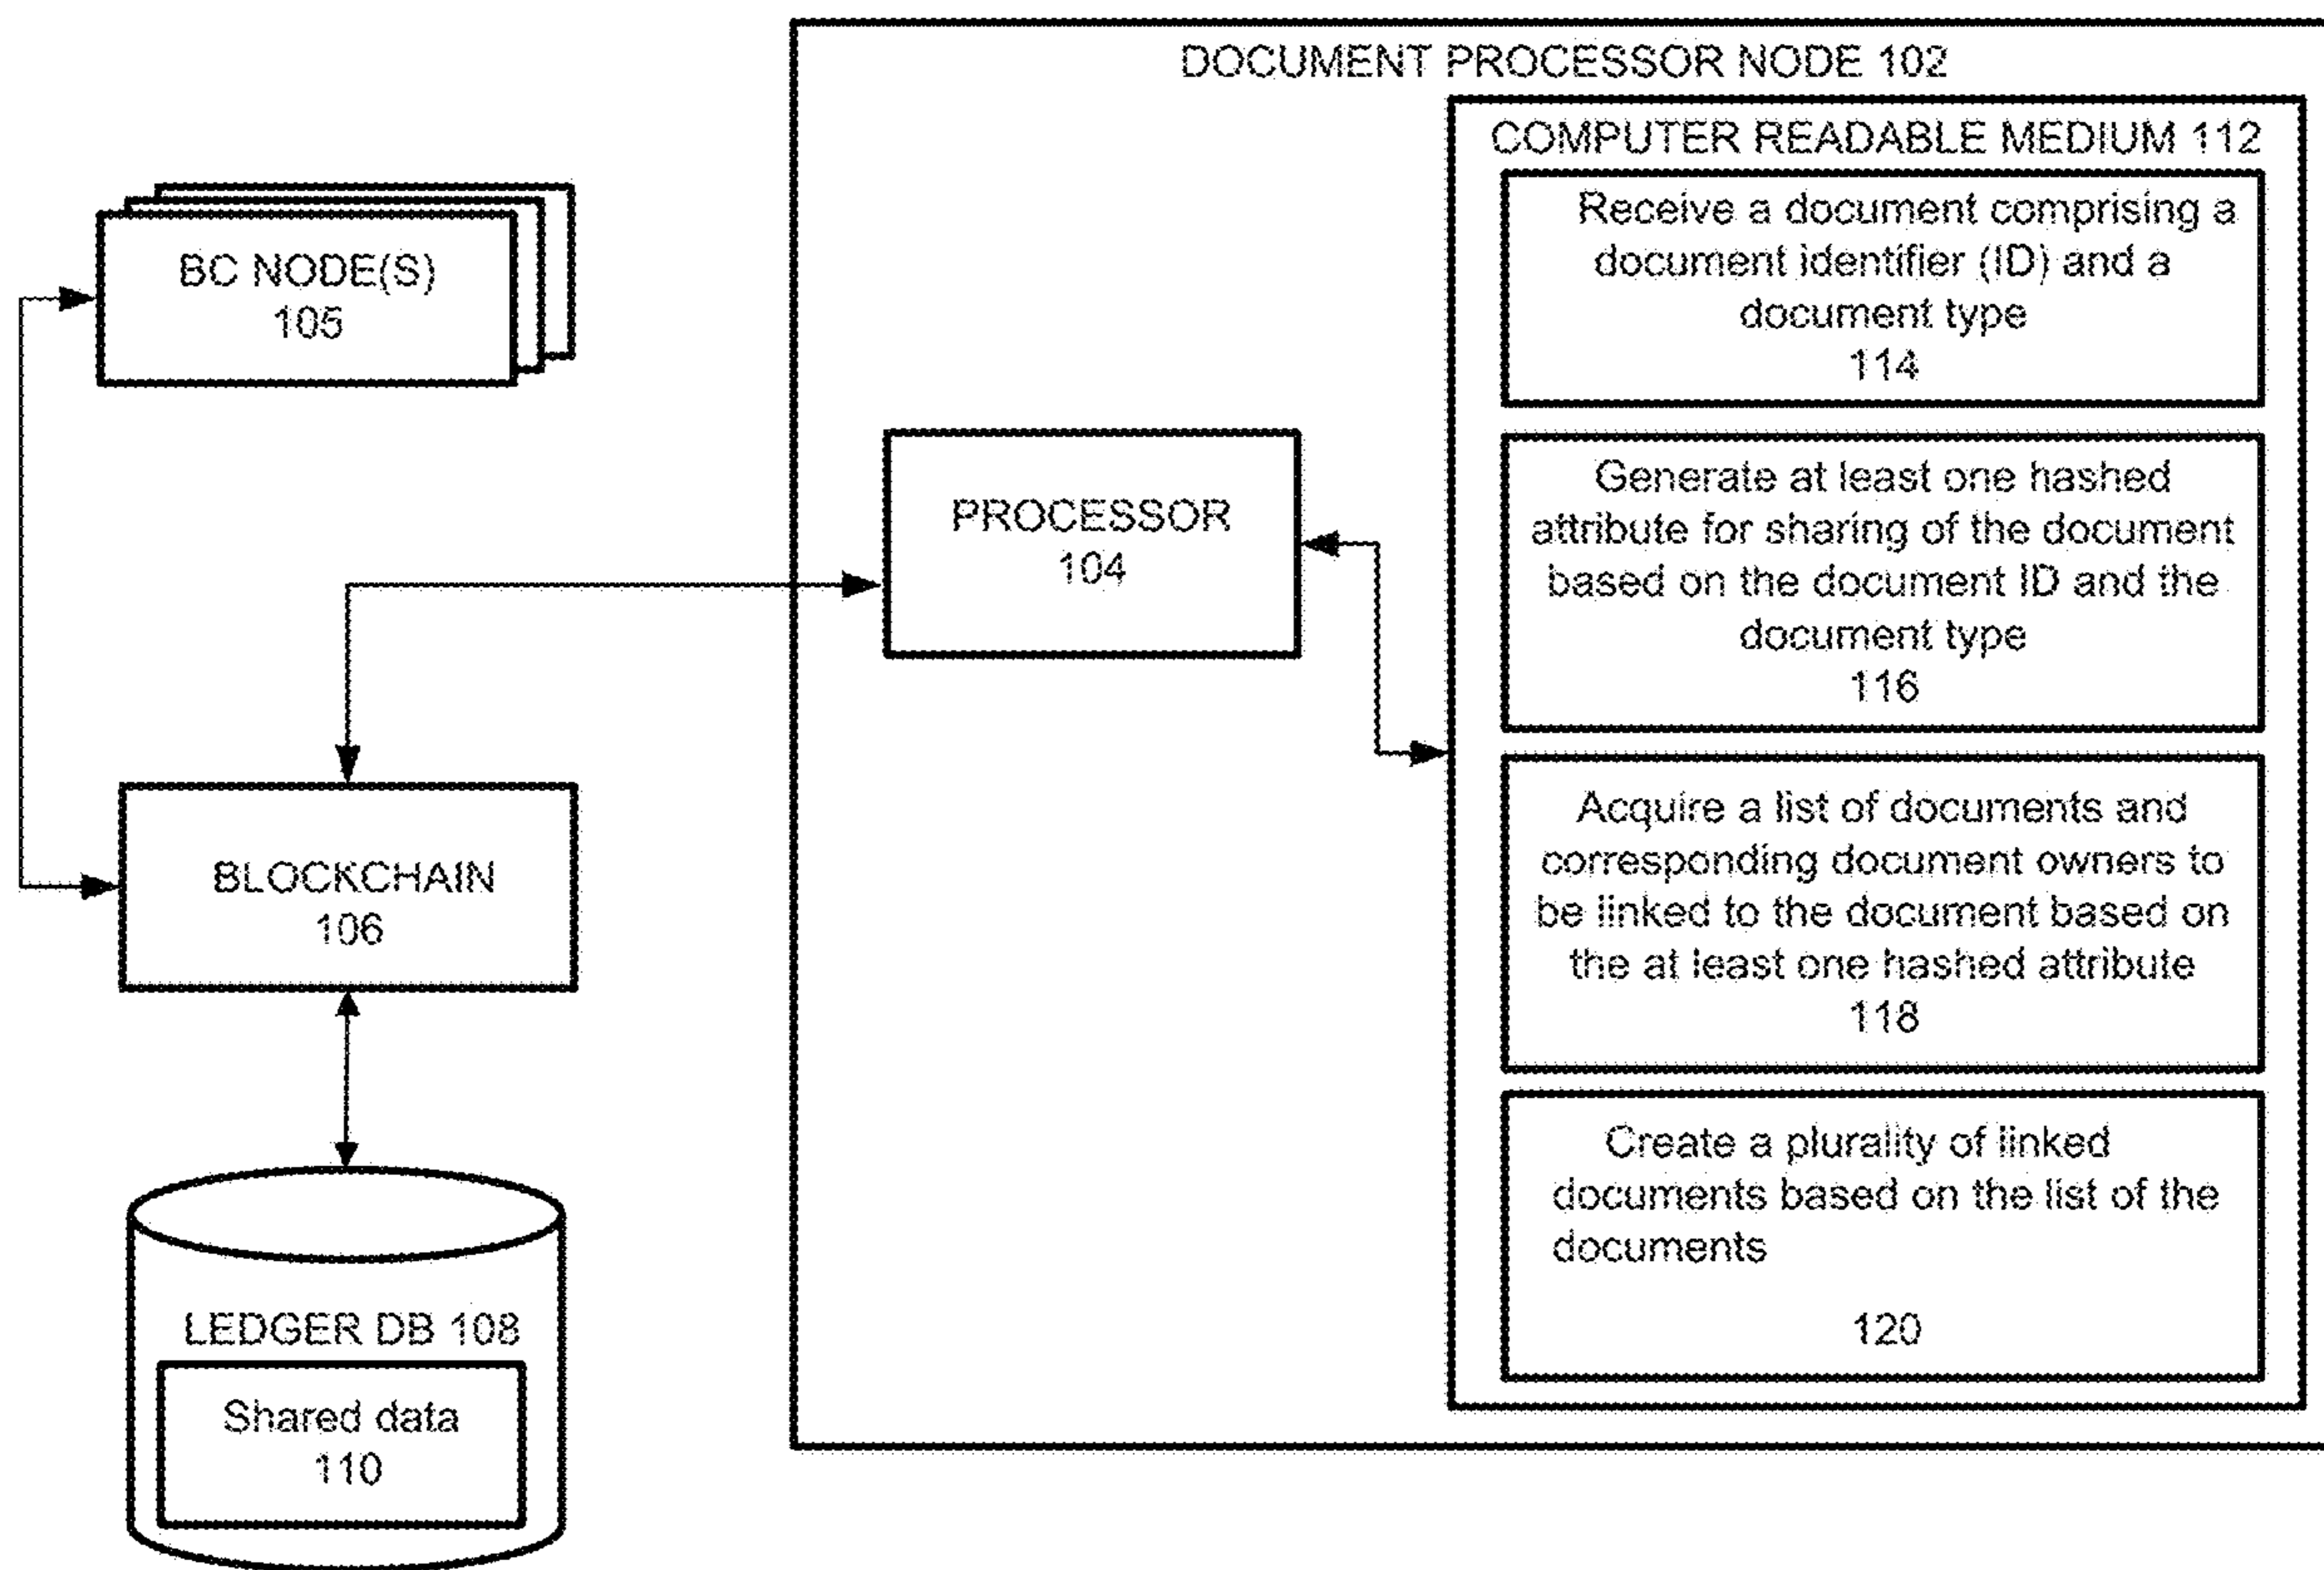 DOCUMENT PROCESSOR NODE 102
COMPUTER READABLE MEDIUM 112
Receive a document comprising a
document identifier (ID) and a
document type
114
Generate at least one hashed
attribute for sharing of the document
based on the document ID and the
document type
116
Acquire a list of documents and
corresponding document owners to
be linked to the document based on
the at least one hashed attribute
118
Create a plurality of linked
documents based on the list of the
documents
120
PROCESSOR
104
BC NODE(S)
105
BLOCKCHAIN
106
LEDGER DB 108
Shared data
110